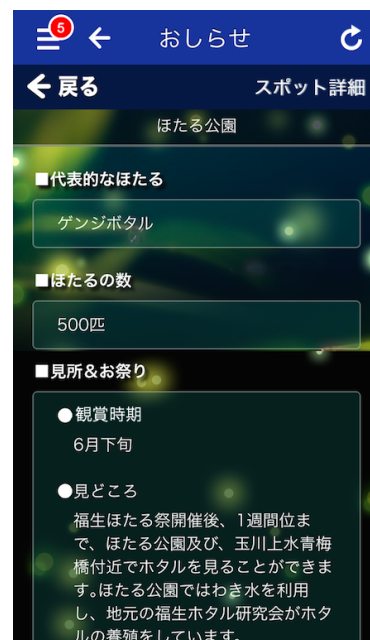 5
おしらせ
戻る
スポット詳細
ほたる公園
■代表的なほたる
ゲンジボタル
■ほたるの数
500匹
■見所&お祭り
●観賞時期
6月下旬
●見どころ
福生ほたる祭開催後、1週間位ま
で、ほたる公園及び、玉川上水青梅
橋付近でホタルを見ることができま
す。ほたる公園ではわき水を利用
し、地元の福生ホタル研究会がホタ
ルの養殖をしています。